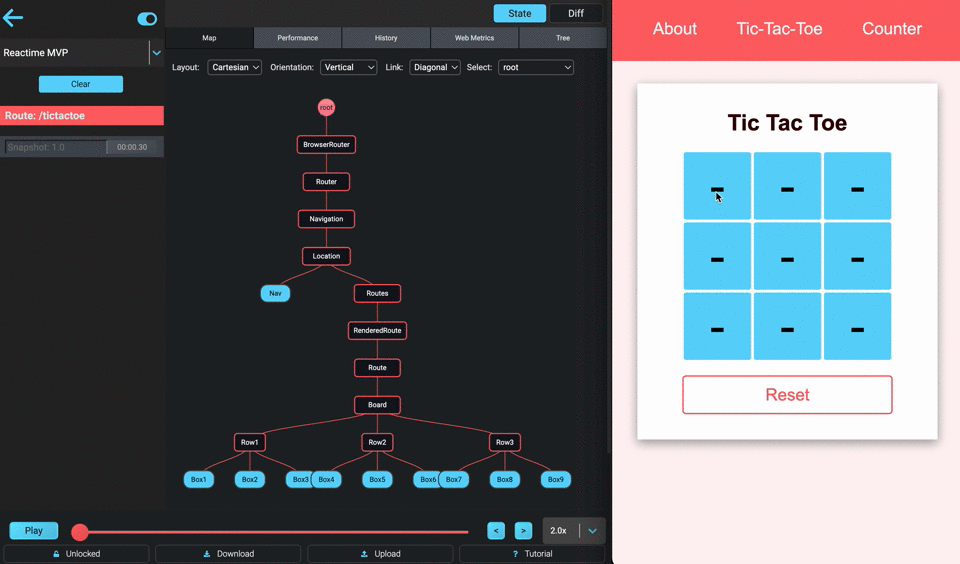 State
Diff
Reactime MVP
Clear
Route: /tictactoe
Snapshot: 1.0
00:00.30
Map
Performance
History
Web Metrics
Tree
Layout:
Cartesian
Orientation:
Vertical
Link:
Diagonal
Select:
root
root
BrowserRouter
Router
Navigation
Location
Nav
Routes
RenderedRoute
Route
Board
Row1
Row2
Row3
Box1
Box2
Box3
Box4
Box5
Box6
Box7
Box8
Box9
Play
<
>
2.0x
Unlocked
Download
Upload
? Tutorial
About
Tic-Tac-Toe
Counter
Tic Tac Toe
- - -
- - -
- - -
Reset